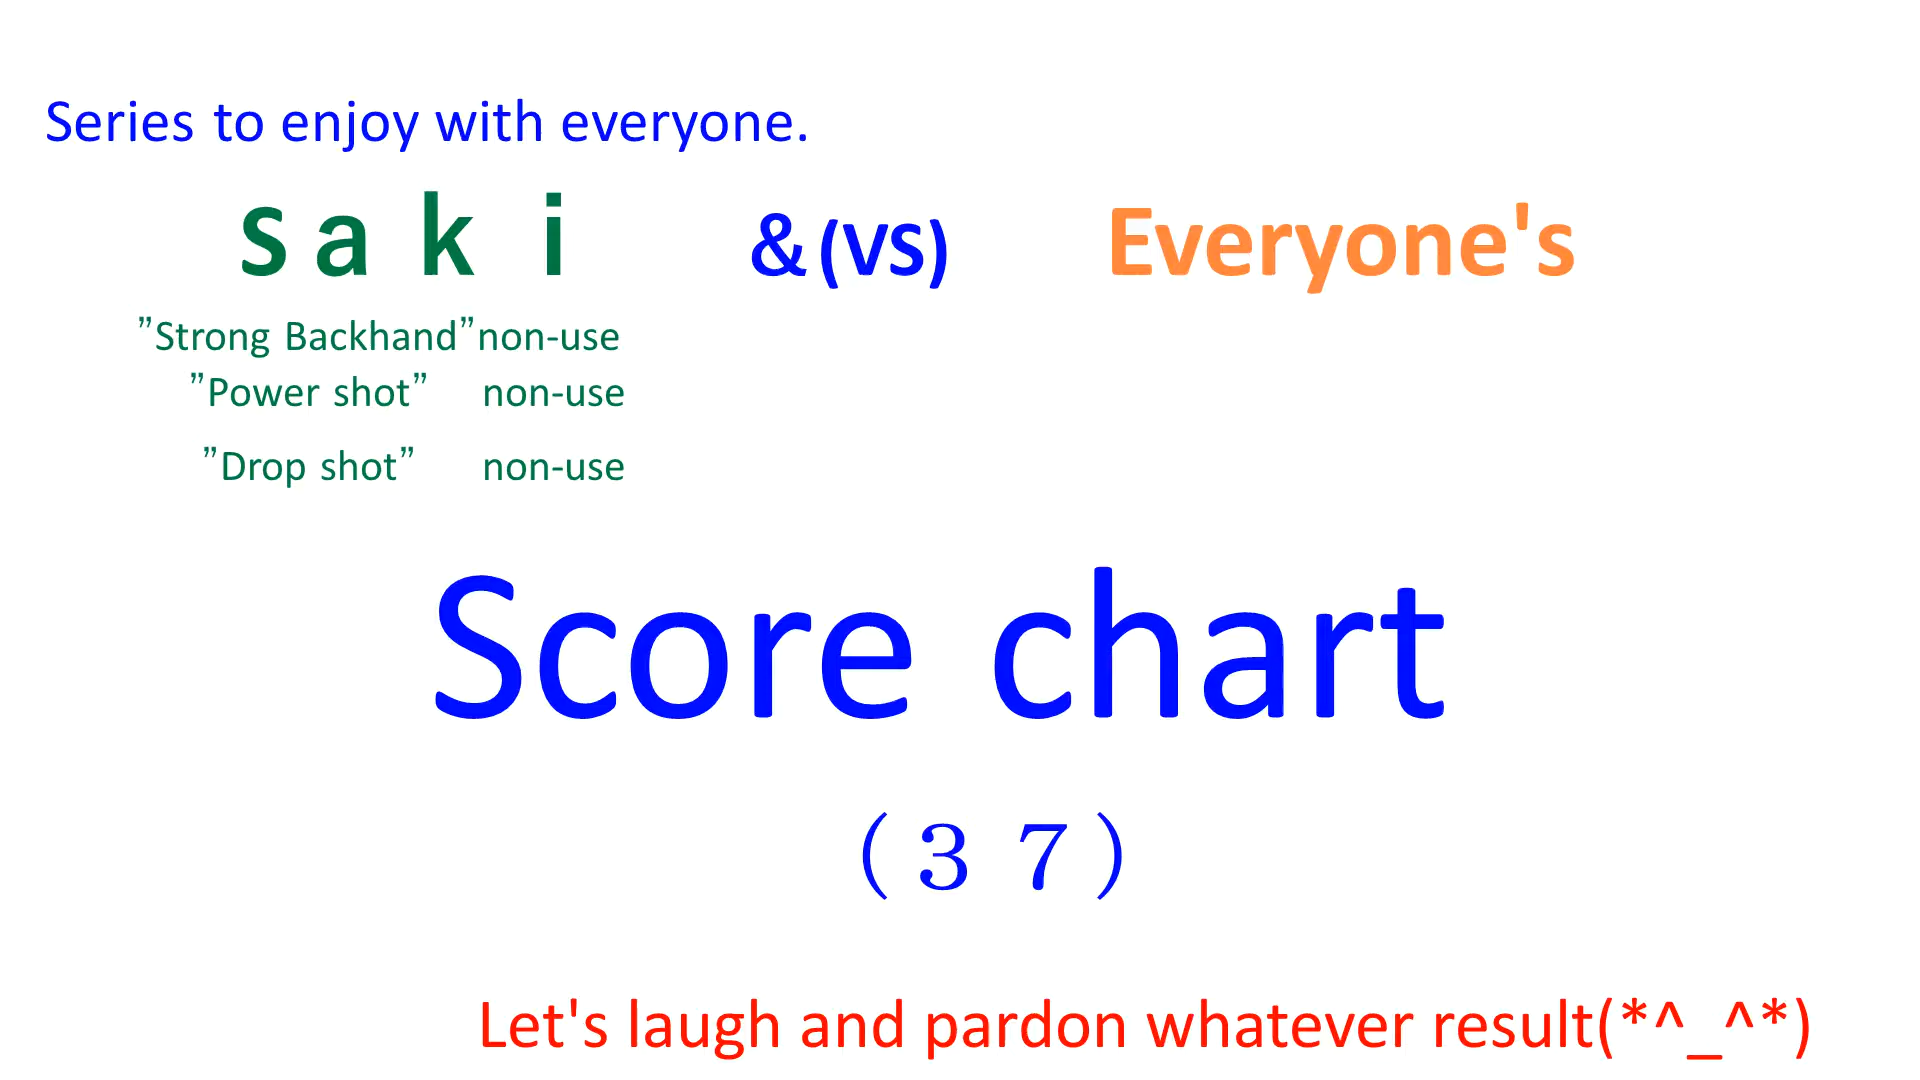 Series to enjoy with everyone.
saki &(VS) Everyone's
”Strong Backhand”non-use
”Power shot” non-use
”Drop shot” non-use
Score chart
(37)
Let's laugh and pardon whatever result(*^_^*)